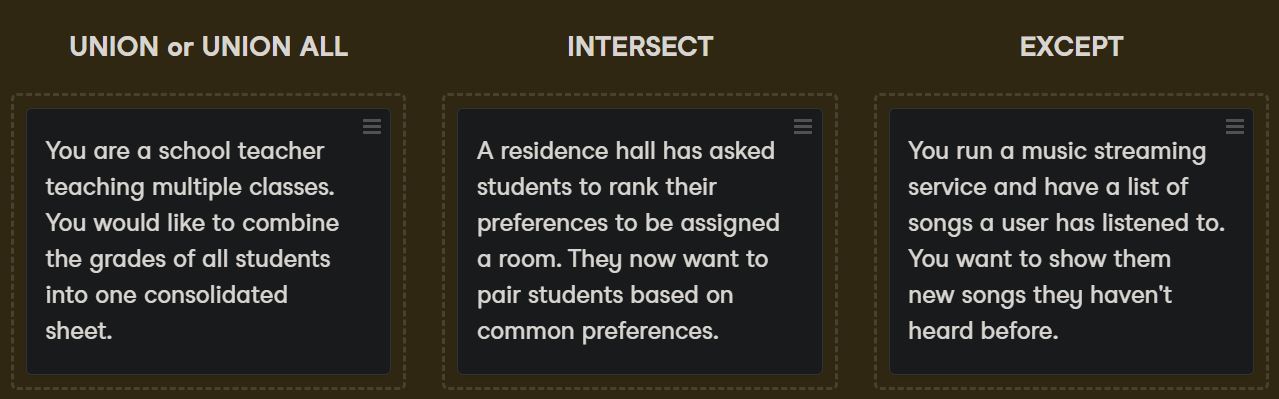 UNION or UNION ALL
You are a school teacher
teaching multiple classes.
You would like to combine
the grades of all students
into one consolidated
sheet.
INTERSECT
A residence hall has asked
students to rank their
preferences to be assigned
a room. They now want to
pair students based on
common preferences.
EXCEPT
You run a music streaming
service and have a list of
songs a user has listened to.
You want to show them
new songs they haven't
heard before.